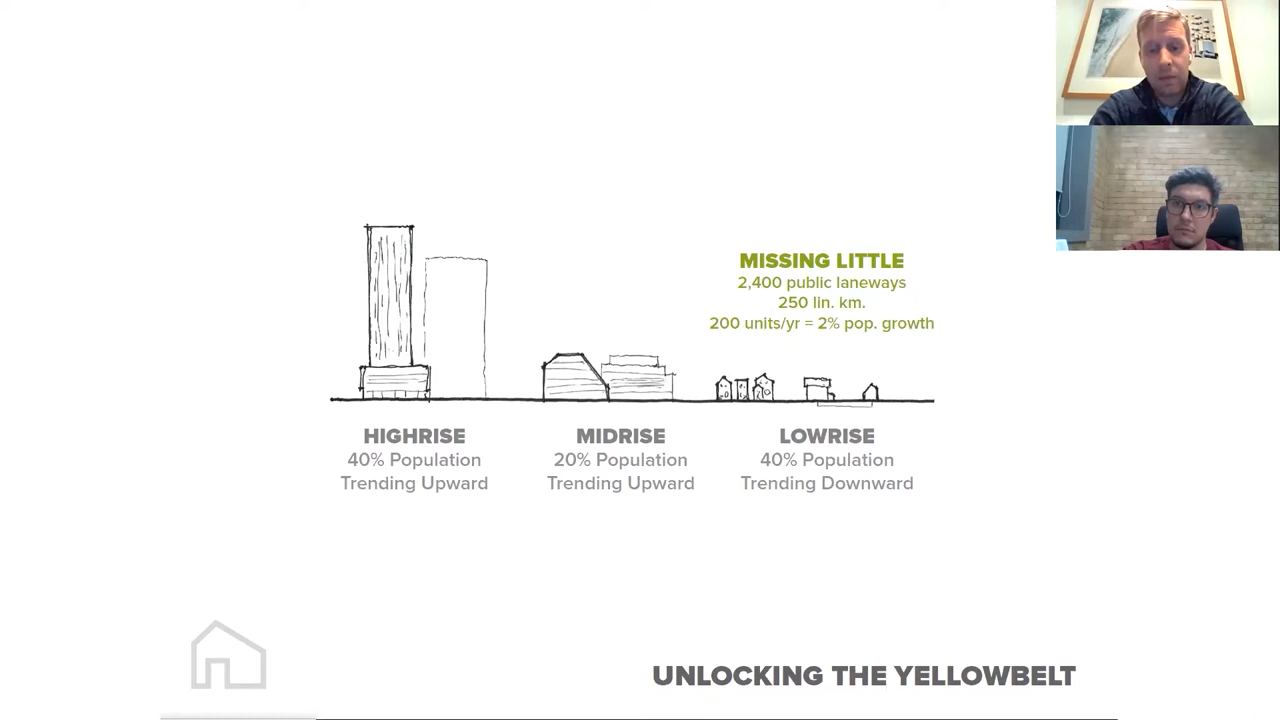 MISSING LITTLE
2,400 public laneways
250 lin. km.
200 units/yr = 2% pop. growth
HIGHRISE
40% Population
Trending Upward
MIDRISE
20% Population
Trending Upward
LOWRISE
40% Population
Trending Downward
UNLOCKING THE YELLOWBELT